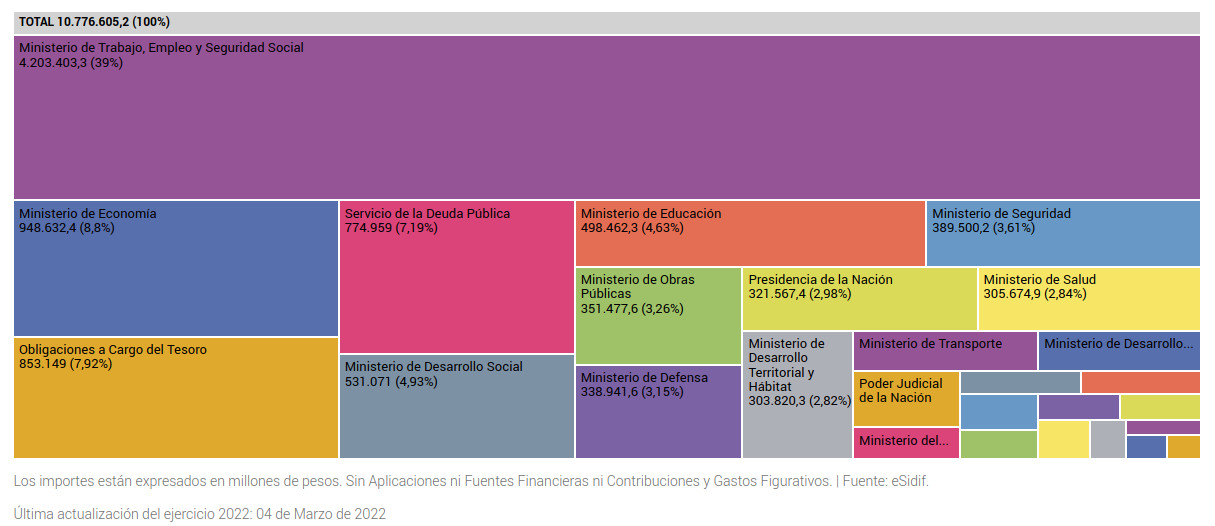 TOTAL 10.776.605,2 (100%)
Ministerio de Trabajo, Empleo y Seguridad Social
4.203.403,3 (39%)
Ministerio de Economía
948.632,4 (8,8%)
Servicio de la Deuda Pública
774.959 (7,19%)
Ministerio de Educación
498.462,3 (4,63%)
Ministerio de Seguridad
389.500,2 (3,61%)
Ministerio de Obras
Públicas
351.477,6 (3,26%)
Presidencia de la Nación
321.567,4 (2,98%)
Ministerio de Salud
305.674,9 (2,84%)
Obligaciones a Cargo del Tesoro
853.149 (7,92%)
Ministerio de Desarrollo Social
531.071 (4,93%)
Ministerio de Defensa
338.941,6 (3,15%)
Ministerio de
Desarrollo
Territorial y
Hábitat
303.820,3 (2,82%)
Ministerio de Transporte
Ministerio de Desarrollo...
Poder Judicial
de la Nación
Ministerio del...
Los importes están expresados en millones de pesos. Sin Aplicaciones ni Fuentes Financieras ni Contribuciones y Gastos Figurativos. | Fuente: eSidif.
Última actualización del ejercicio 2022: 04 de Marzo de 2022